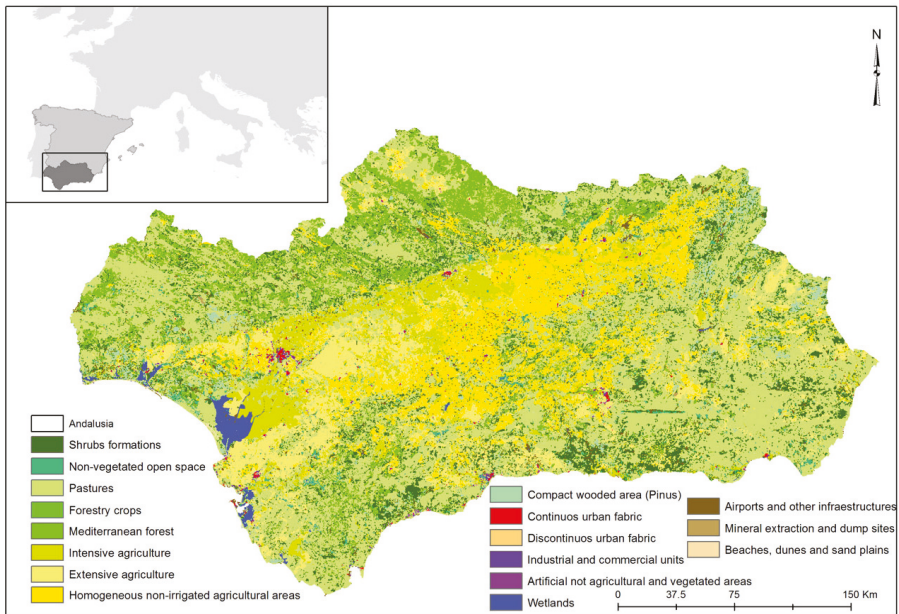 N
Andalusia
Shrubs formations
Non-vegetated open space
Pastures
Forestry crops
Mediterranean forest
Intensive agriculture
Extensive agriculture
Homogeneous non-irrigated agricultural areas
Compact wooded area (Pinus)
Continuos urban fabric
Discontinuos urban fabric
Industrial and commercial units
Artificial not agricultural and vegetated areas
Wetlands
Airports and other infraestructures
Mineral extraction and dump sites
Beaches, dunes and sand plains
0 37.5 75 150 Km